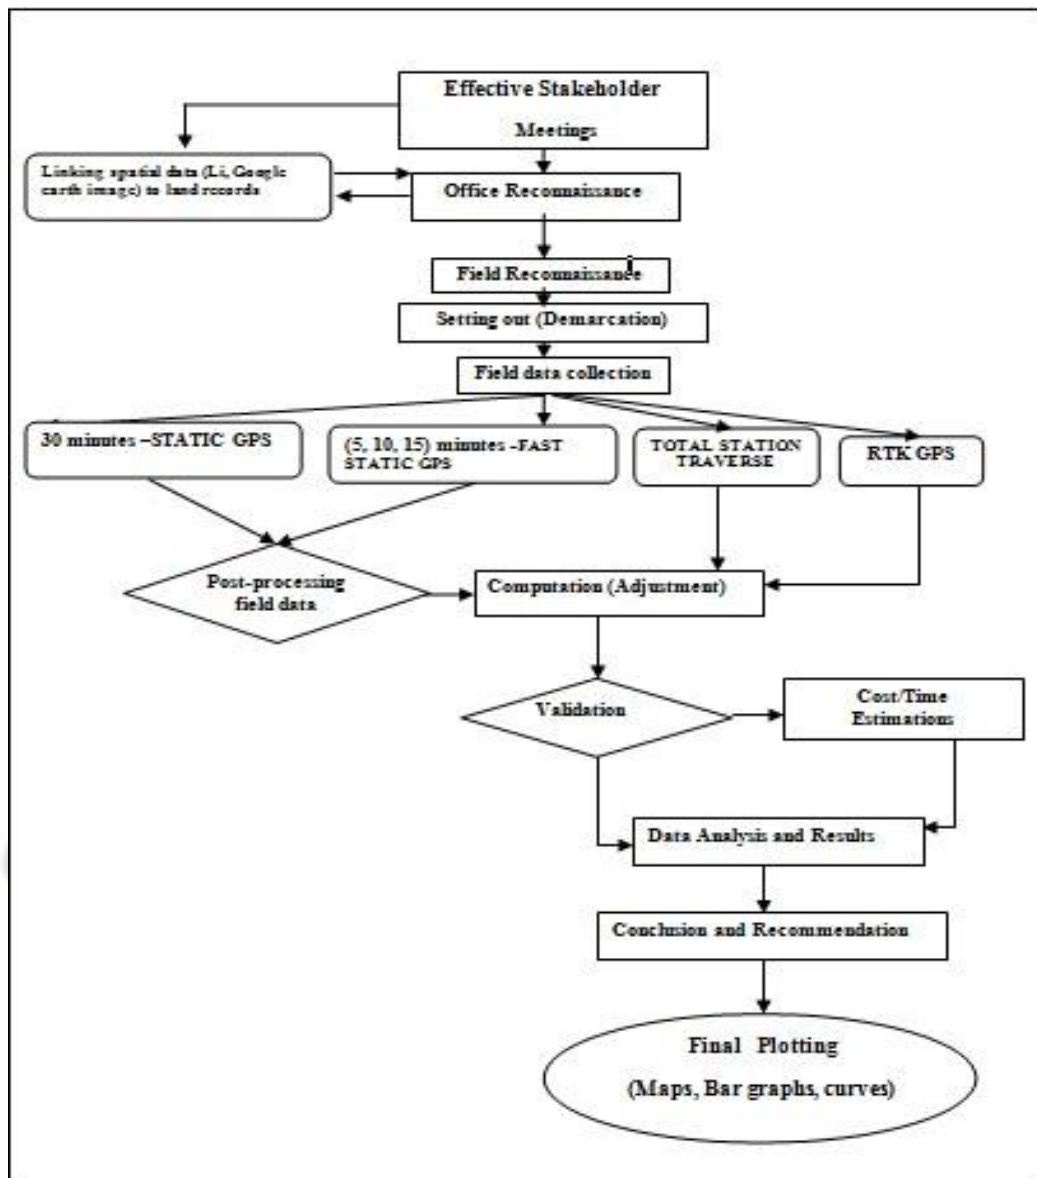 Effective Stakeholder
Meetings
Linking spatial data (Li, Google
earth image) to land records
Office Reconnaissance
Field Reconnaissance
Setting out (Demarcation)
Field data collection
30 minutes –STATIC GPS
(5, 10, 15) minutes –FAST
STATIC GPS
TOTAL STATION
TRAVERSE
RTK GPS
Post-processing
field data
Computation (Adjustment)
Validation
Cost/Time
Estimations
Data Analysis and Results
Conclusion and Recommendation
Final Plotting
(Maps, Bar graphs, curves)